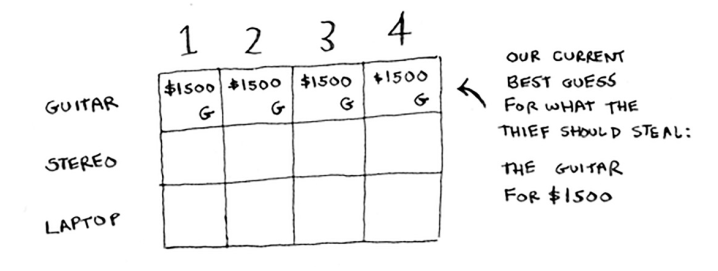 1 2 3 4
GUITAR $1500 G $1500 G $1500 G $1500 G
STEREO
LAPTOP
OUR CURRENT
BEST GUESS
FOR WHAT THE
THIEF SHOULD STEAL:
THE GUITAR
FOR $1500